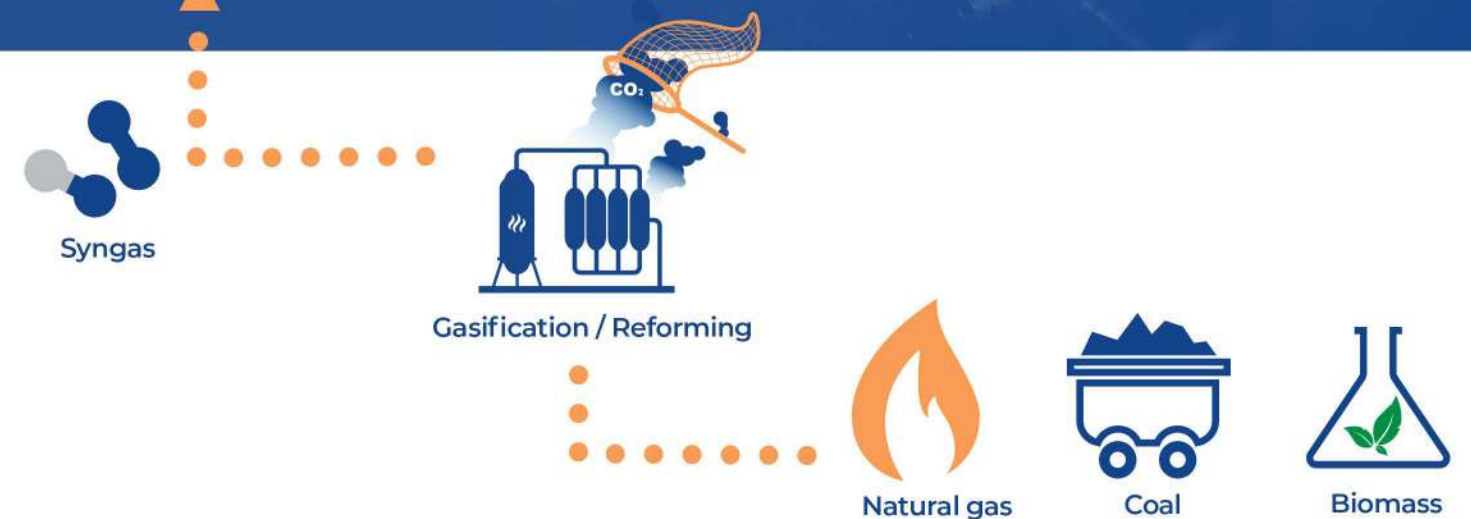 CO₂
Syngas
Gasification / Reforming
Natural gas
Coal
Biomass